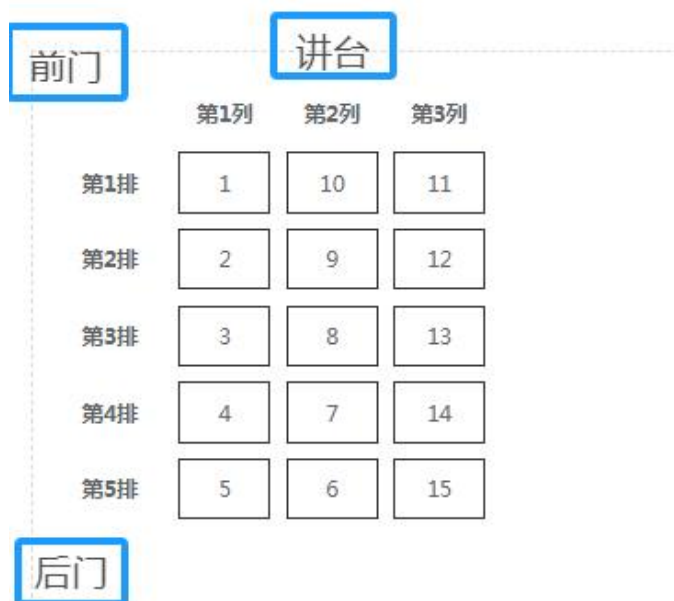 讲台
前门
第1列 第2列 第3列
第1排 1 10 11
第2排 2 9 12
第3排 3 8 13
第4排 4 7 14
第5排 5 6 15
后门